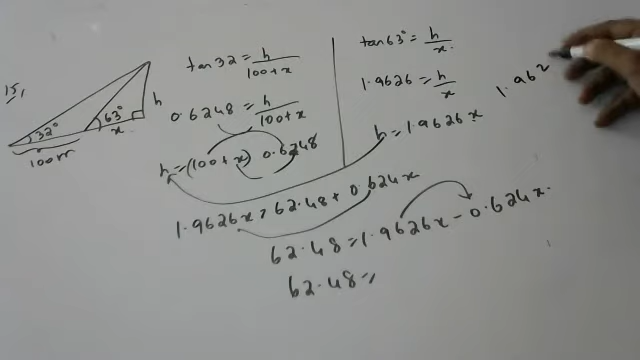 15,
32°
63°
x
h
100m
tan 32 = h / 100+x
0.6248 = h / 100+x
h = (100+x) 0.6248
tan 63° = h / x.
1.9626 = h / x
h = 1.9626x
1.9626x = 62.48 + 0.624x
62.48 = 1.9626x - 0.624x.
62.48 =
1.962